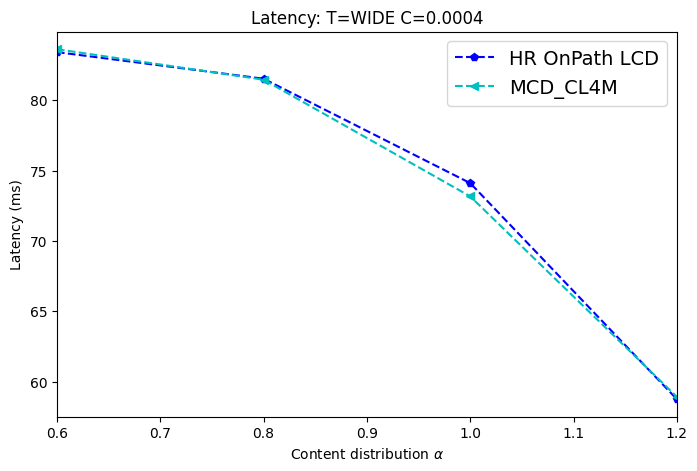 Latency: T=WIDE C=0.0004
HR OnPath LCD
MCD_CL4M
Latency (ms)
80
75
70
65
60
0.6 0.7 0.8 0.9 1.0 1.1 1.2
Content distribution α